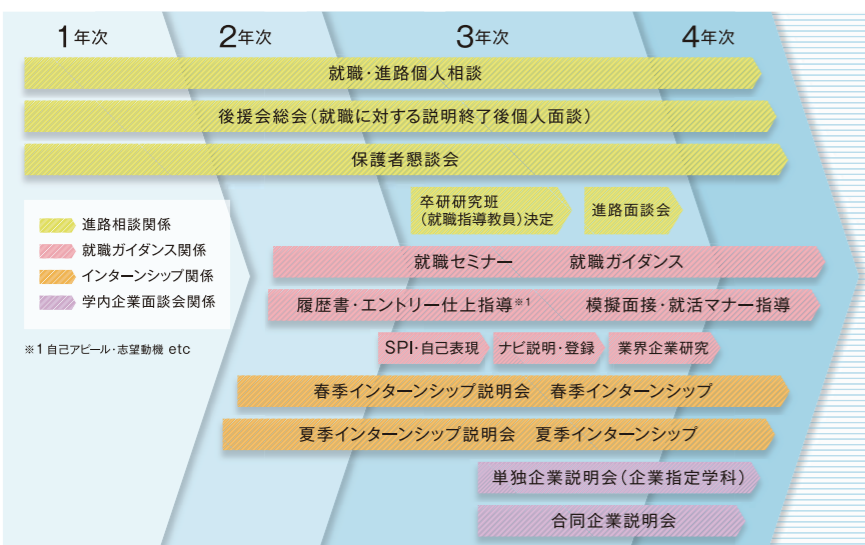 1年次 2年次 3年次 4年次
就職・進路個人相談
後援会総会(就職に対する説明終了後個人面談)
保護者懇談会
卒研研究班
(就職指導教員)決定
進路面談会
進路相談関係
就職ガイダンス関係
インターンシップ関係
学内企業面談会関係
※1 自己アピール・志望動機 etc
就職セミナー 就職ガイダンス
履歴書・エントリー仕上指導※1 模擬面接・就活マナー指導
SPI・自己表現 ナビ説明・登録 業界企業研究
春季インターンシップ説明会 春季インターンシップ
夏季インターンシップ説明会 夏季インターンシップ
単独企業説明会(企業指定学科)
合同企業説明会